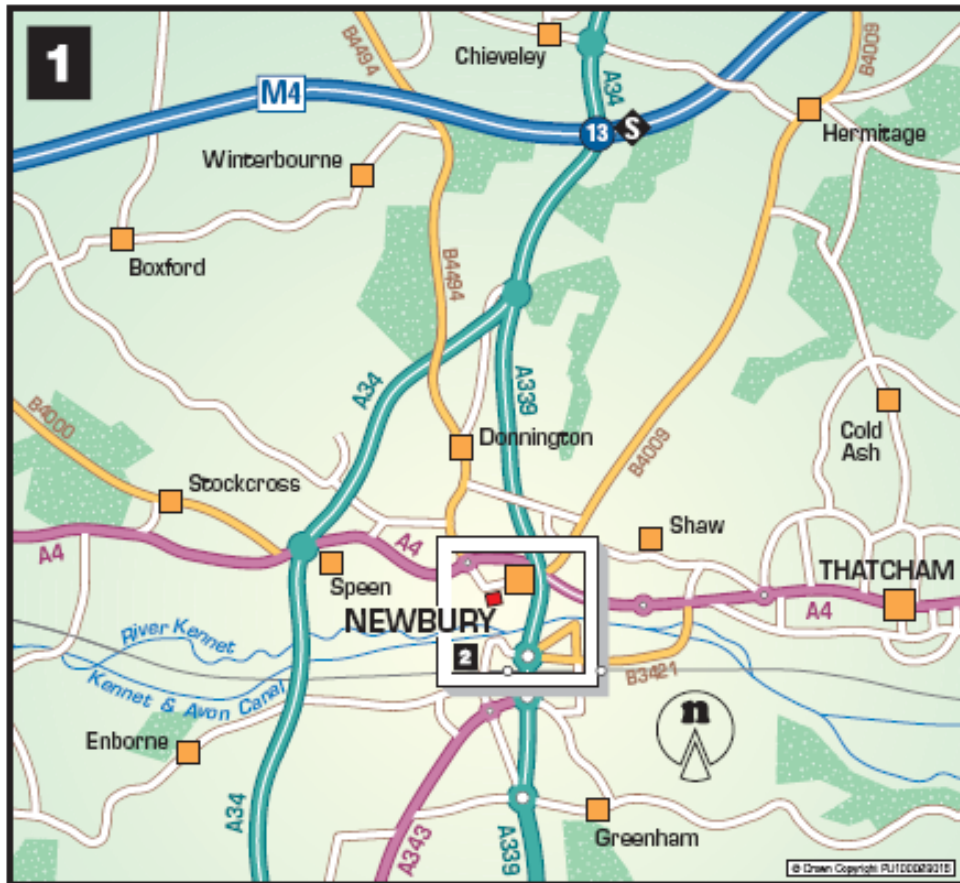 1
Chieveley
B4494
A34
B4009
M4
13
S
Hermitage
Winterbourne
Boxford
B4494
A34
A339
B4000
Donnington
B4009
Cold
Ash
Stockcross
Shaw
A4
A4
Speen
THATCHAM
A4
NEWBURY
River Kennet
2
B3421
Kennet & Avon Canal
n
Enborne
A34
A343
A339
Greenham